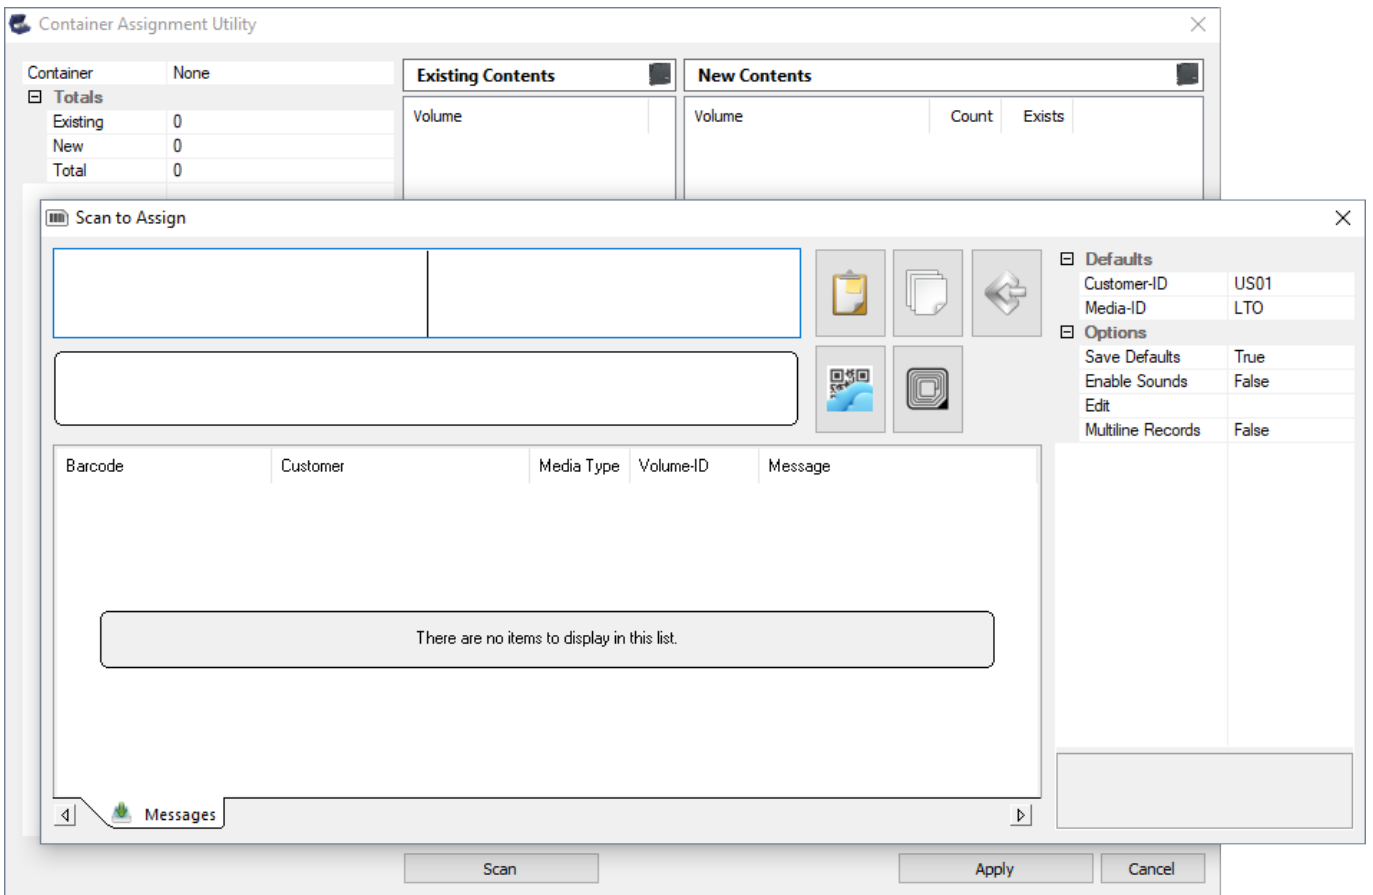 Container Assignment Utility
Container None
Totals
Existing 0
New 0
Total 0
Existing Contents
Volume
New Contents
Volume Count Exists
Scan to Assign
Defaults
Customer-ID US01
Media-ID LTO
Options
Save Defaults True
Enable Sounds False
Edit
Multiline Records False
Barcode Customer Media Type Volume-ID Message
There are no items to display in this list.
Messages
Scan Apply Cancel